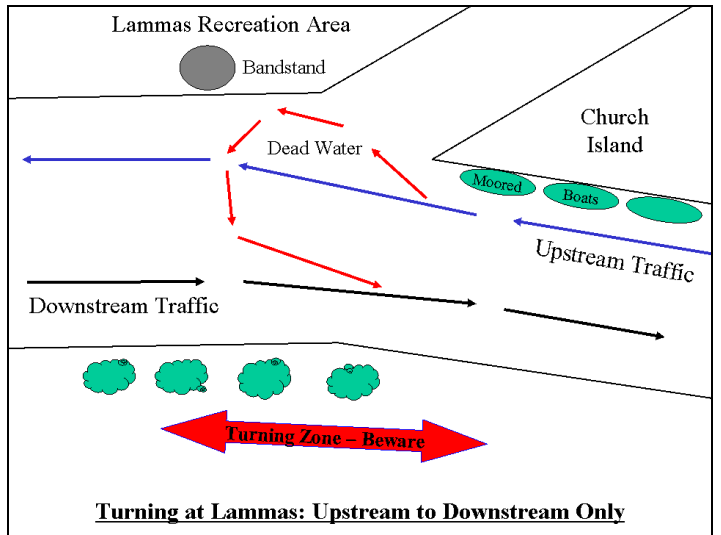 Lammas Recreation Area
Bandstand
Church
Island
Dead Water
Moored
Boats
Upstream Traffic
Downstream Traffic
Turning Zone – Beware
Turning at Lammas: Upstream to Downstream Only